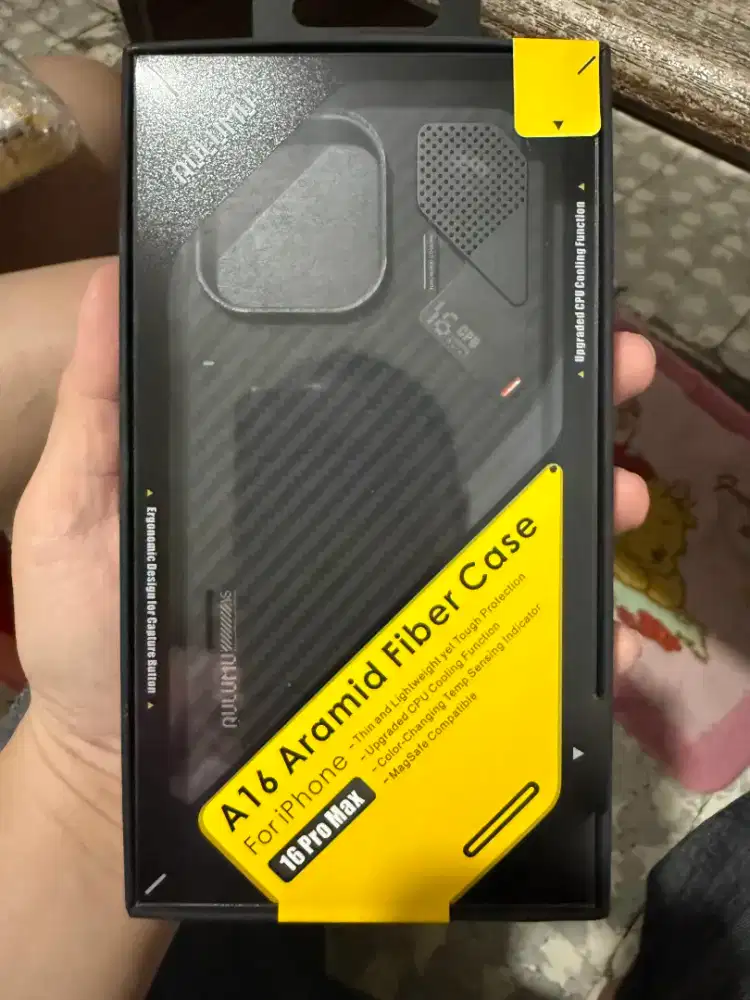 AULUMU
Upgraded CPU Cooling Function
16
CPU
Ergonomic Design for Capture Button
AULUMU
A16 Aramid Fiber Case
For iPhone
16 Pro Max
- Thin and Lightweight yet Tough Protection
- Upgraded CPU Cooling Function
- Color-Changing Temp Sensing Indicator
- MagSafe Compatible